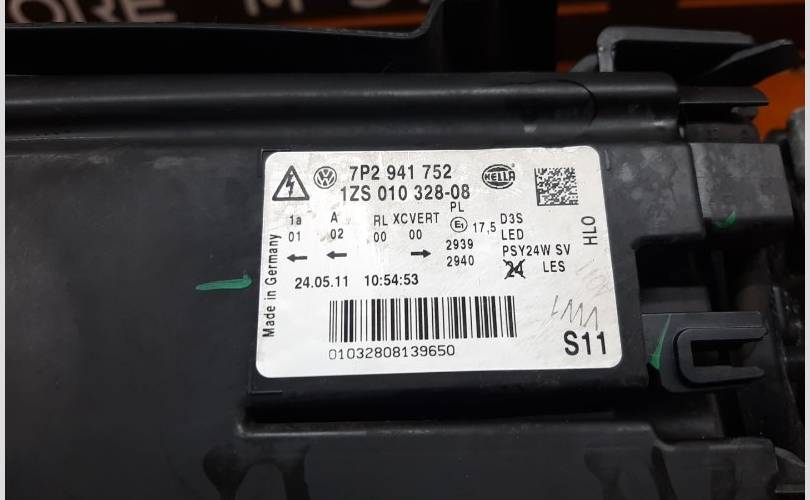 ORE M
7P2 941 752
HELLA
1ZS 010 328-08
PL
1a A RL XCVERT E1 17,5 D3S
01 02 00 00 LED
2939 PSY24W SV
2940 24 LES
24.05.11 10:54:53
Made in Germany
HLO
01032808139650
S11